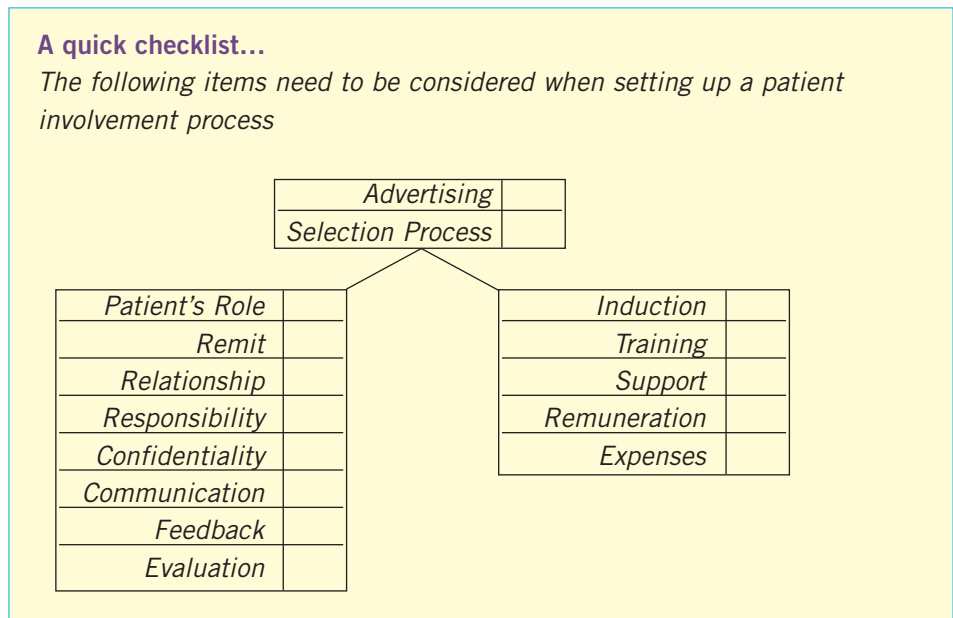 A quick checklist…
The following items need to be considered when setting up a patient
involvement process
Advertising
Selection Process
Patient’s Role
Remit
Relationship
Responsibility
Confidentiality
Communication
Feedback
Evaluation
Induction
Training
Support
Remuneration
Expenses